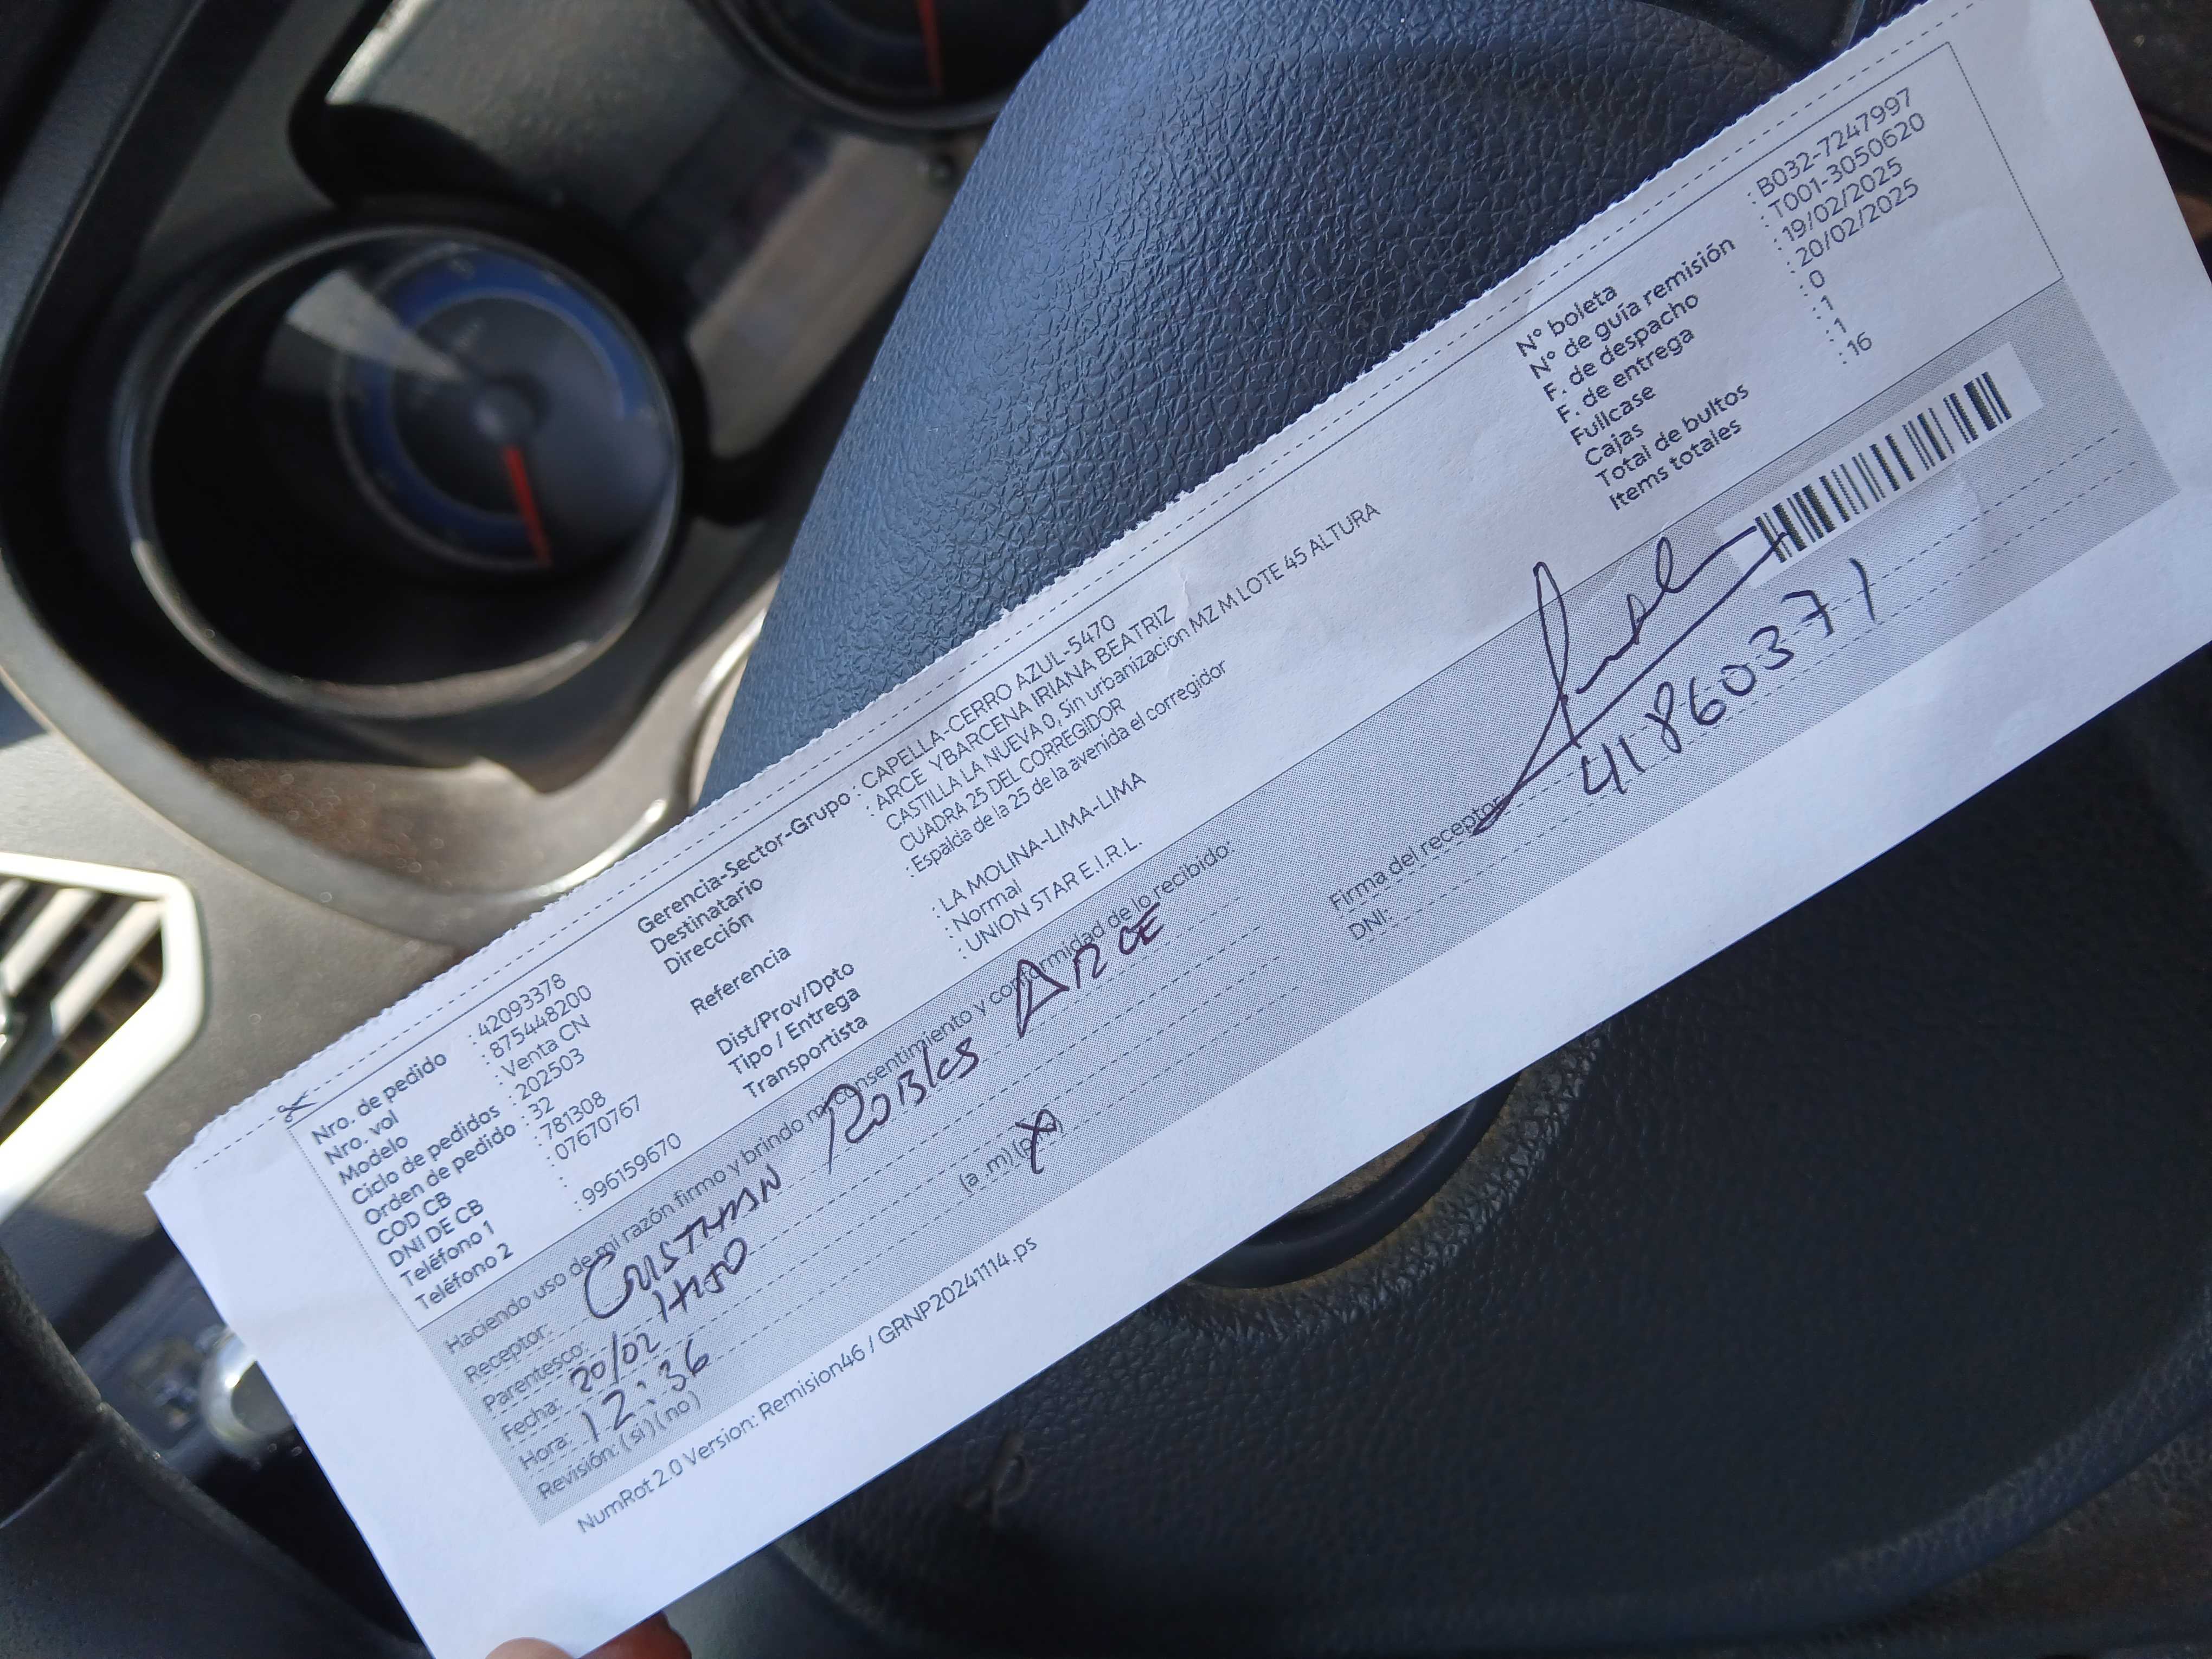 Nro. de pedido : 42093378
Nro. vol : 875448200
Modelo : Venta CN
Ciclo de pedidos : 202503
Orden de pedido : 32
COD CB : 781308
DNI DE CB : 07670767
Teléfono 1 :
Teléfono 2 : 996159670
Gerencia-Sector-Grupo : CAPELLA-CERRO AZUL-5470
Destinatario : ARCE YBARCENA IRIANA BEATRIZ
Dirección CASTILLA LA NUEVA 0, Sin urbanizacion MZ M LOTE 45 ALTURA
CUADRA 25 DEL CORREGIDOR
Referencia : Espalda de la 25 de la avenida el corregidor
Dist/Prov/Dpto : LA MOLINA-LIMA-LIMA
Tipo / Entrega : Normal
Transportista : UNION STAR E.I.R.L.
N° boleta : B032-7247997
N° de guía remisión : T001-3050620
F. de despacho : 19/02/2025
F. de entrega : 20/02/2025
Fullcase : 0
Cajas : 1
Total de bultos : 1
Items totales : 16
Haciendo uso de mi razón firmo y brindo mi consentimiento y conformidad de lo recibido:
Receptor: CRISTHIAN ROBLES ARCE
Parentesco: HIJO
Fecha: 20/02
Hora: 12:36 (a .m) (p.m)
Revisión: ( si ) ( no )
Firma del receptor
DNI: 41860371
NumRot 2.0 Version: Remision46 / GRNP20241114.ps